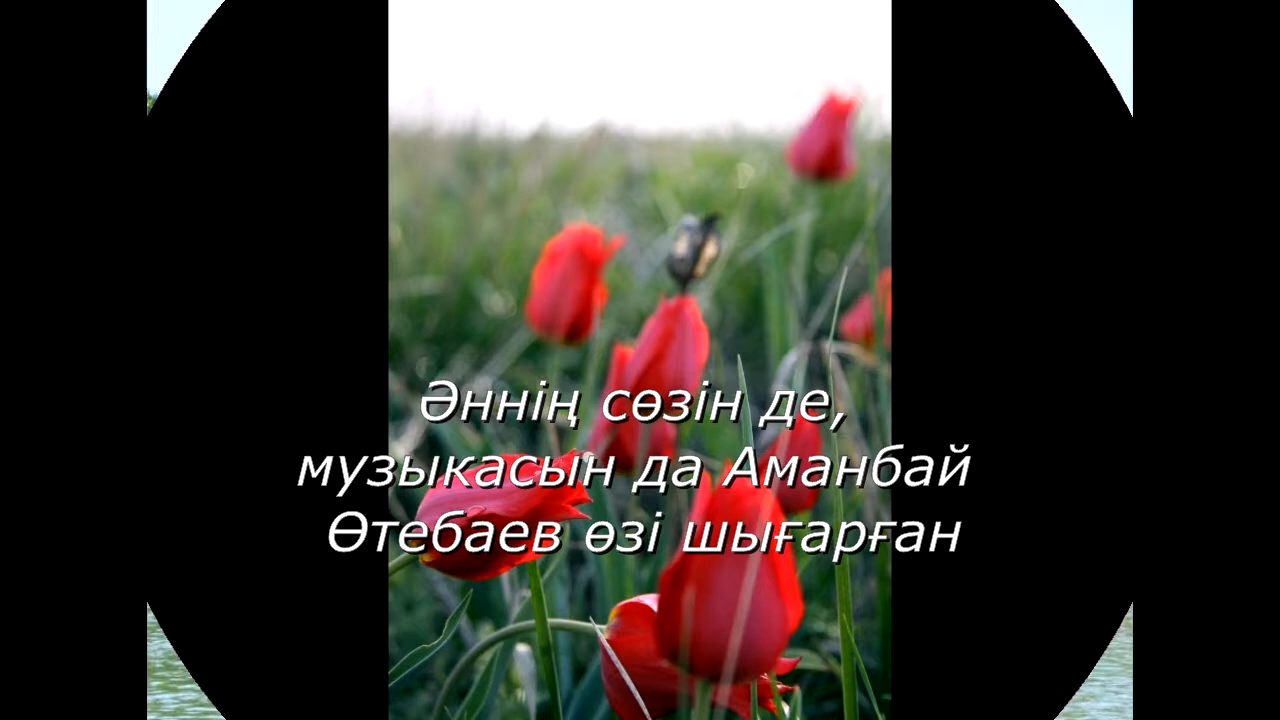 Әннің сөзін де,
музыкасын да Аманбай
Өтебаев өзі шығарған